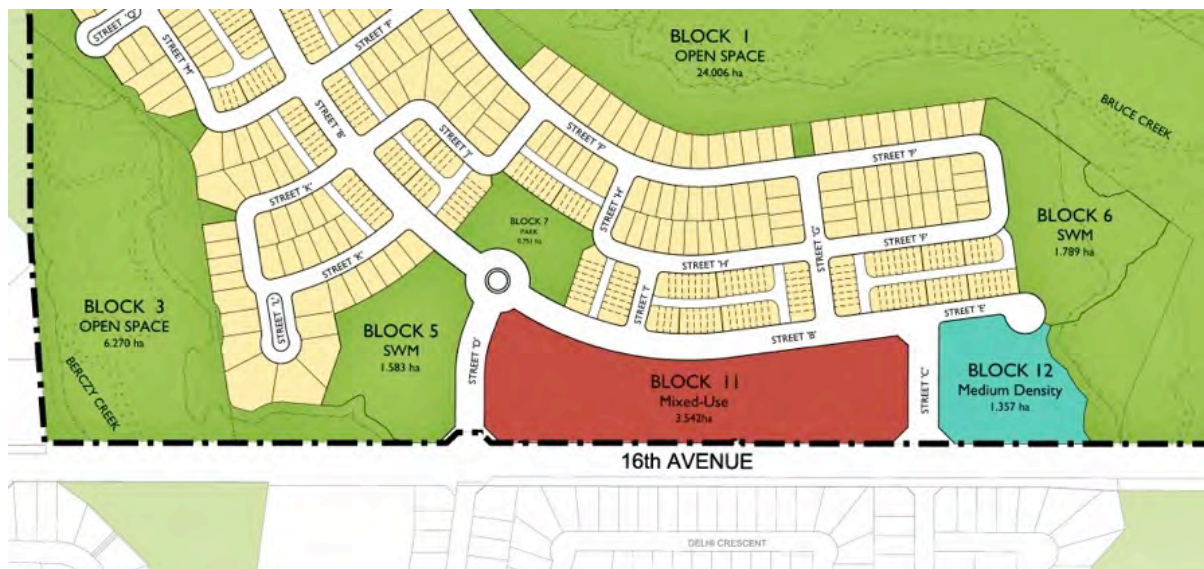 STREET 'Q'
STREET 'M'
STREET 'F'
STREET 'B'
BLOCK 1
OPEN SPACE
24.006 ha
BRUCE CREEK
STREET 'J'
STREET 'F'
STREET 'F'
STREET 'K'
STREET 'H'
BLOCK 7
PARK
0.751 ha
STREET 'G'
BLOCK 6
SWM
1.789 ha
STREET 'K'
STREET 'H'
STREET 'F'
STREET 'I'
BLOCK 3
OPEN SPACE
6.270 ha
STREET 'L'
BLOCK 5
SWM
1.583 ha
STREET 'D'
STREET 'B'
STREET 'E'
BERCZY CREEK
BLOCK 11
Mixed-Use
3.542ha
STREET 'C'
BLOCK 12
Medium Density
1.357 ha
16th AVENUE
DELHI CRESCENT